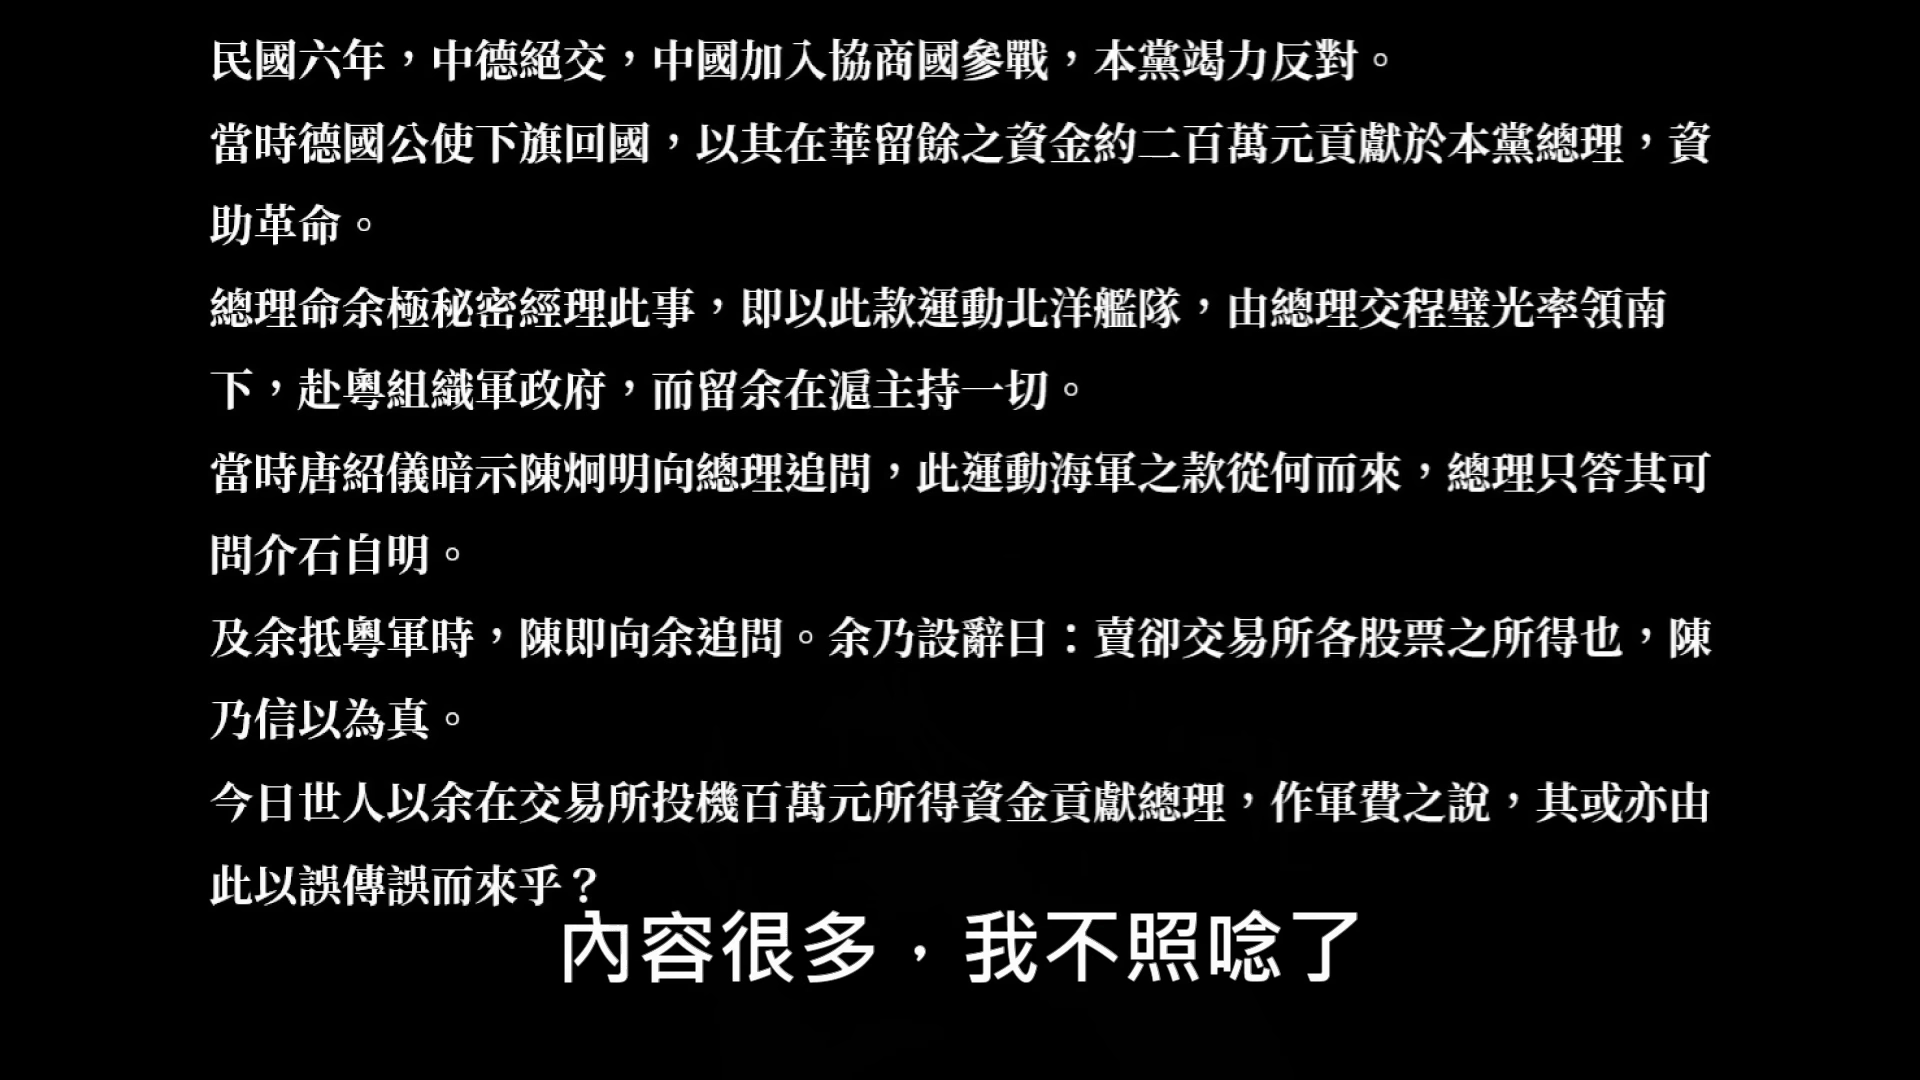 民國六年，中德絕交，中國加入協商國參戰，本黨竭力反對。
當時德國公使下旗回國，以其在華留餘之資金約二百萬元貢獻於本黨總理，資
助革命。
總理命余極秘密經理此事，即以此款運動北洋艦隊，由總理交程璧光率領南
下，赴粵組織軍政府，而留余在滬主持一切。
當時唐紹儀暗示陳炯明向總理追問，此運動海軍之款從何而來，總理只答其可
問介石自明。
及余抵粵軍時，陳即向余追問。余乃設辭曰：賣卻交易所各股票之所得也，陳
乃信以為真。
今日世人以余在交易所投機百萬元所得資金貢獻總理，作軍費之說，其或亦由
此以誤傳誤而來乎？
內容很多，我不照唸了